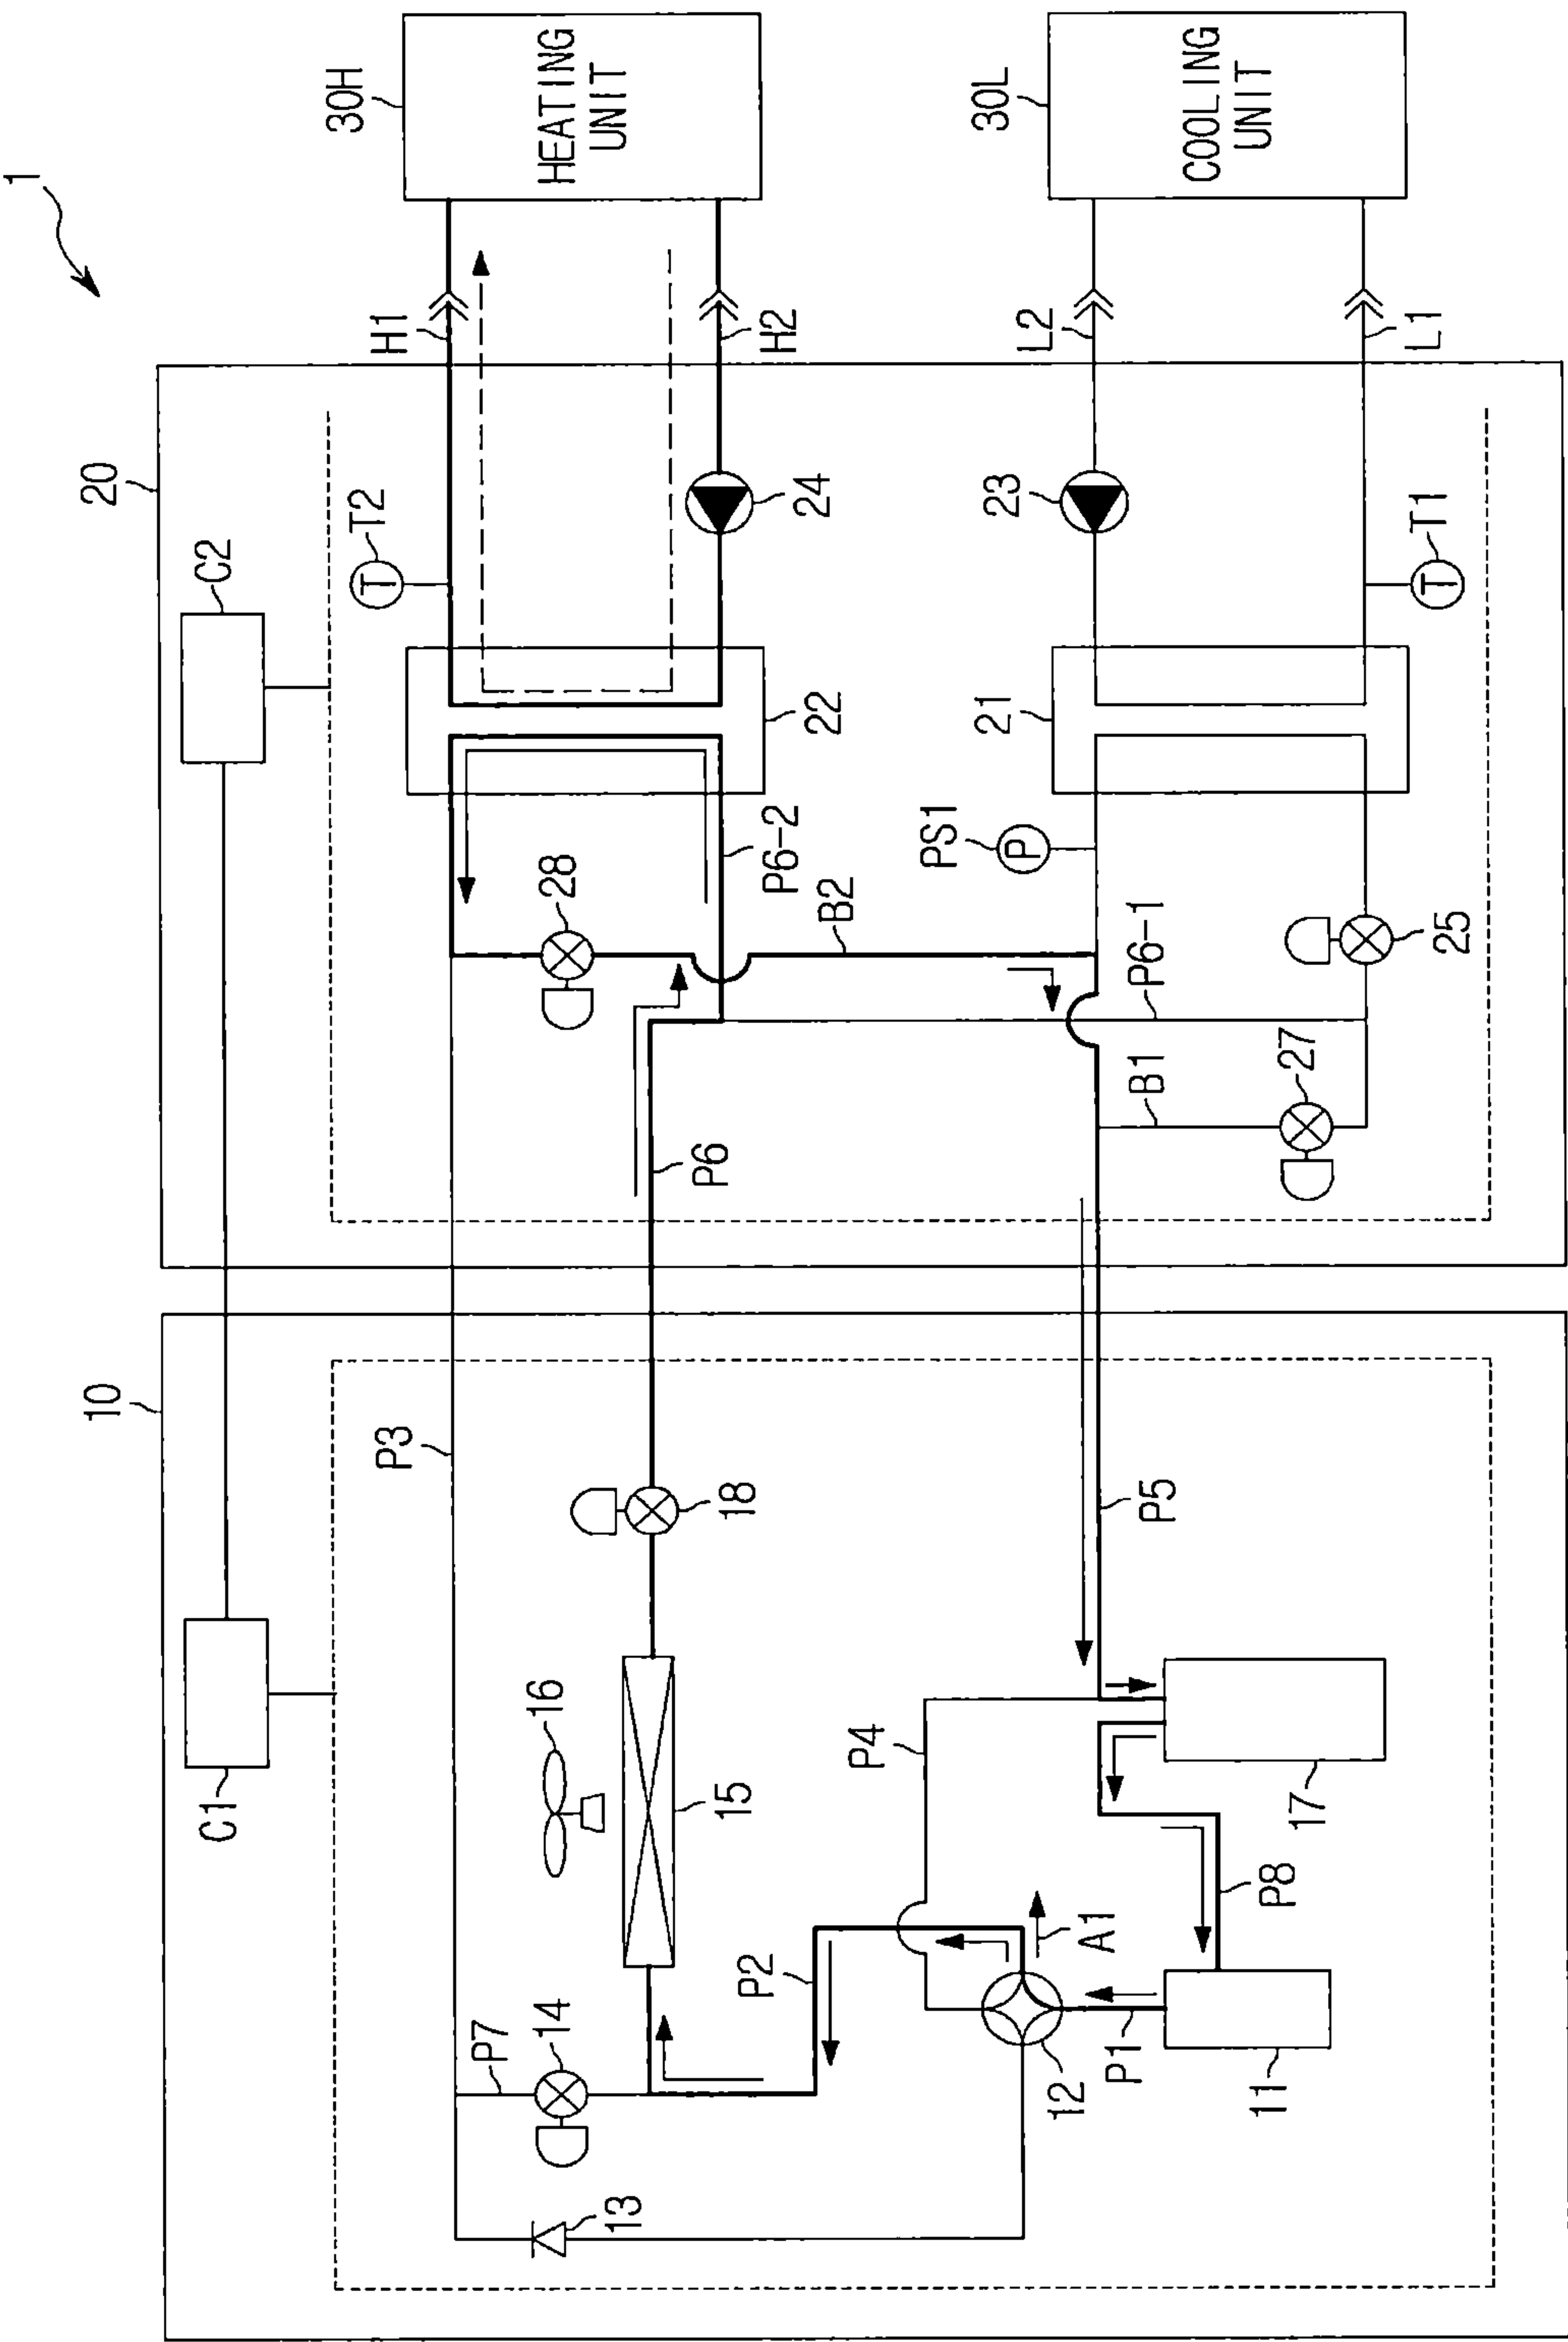 1
10
C1
20
C2
P3
T2
T
H1
30H
HEATING
UNIT
13
P7
14
16
15
18
P6
28
P6-2
22
24
H2
12
P2
A1
P4
P5
B2
PS1
P
21
23
L2
30L
COOLING
UNIT
11
P1
P8
17
B1
27
P6-1
25
T1
T
L1